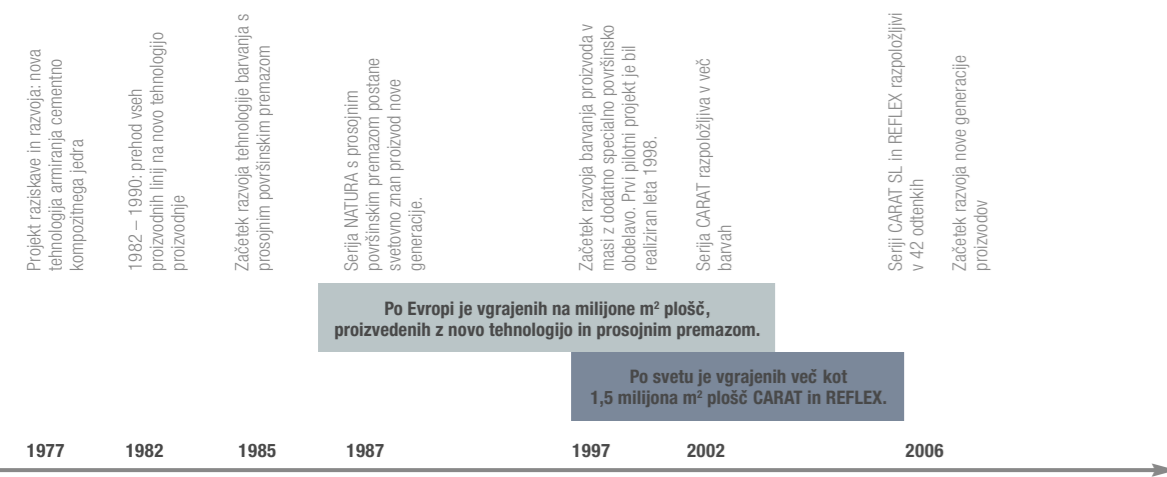 Projekt raziskave in razvoja: nova
tehnologija armiranja cementno
kompozitnega jedra
1982 – 1990: prehod vseh
proizvodnih linij na novo tehnologijo
proizvodnje
Začetek razvoja tehnologije barvanja s
prosojnim površinskim premazom
Serija NATURA s prosojnim
površinskim premazom postane
svetovno znan proizvod nove
generacije.
Začetek razvoja barvanja proizvoda v
masi z dodatno specialno površinsko
obdelavo. Prvi pilotni projekt je bil
realiziran leta 1998.
Serija CARAT razpoložljiva v več
barvah
Seriji CARAT SL in REFLEX razpoložljivi
v 42 odtenkih
Začetek razvoja nove generacije
proizvodov
Po Evropi je vgrajenih na milijone m² plošč,
proizvedenih z novo tehnologijo in prosojnim premazom.
Po svetu je vgrajenih več kot
1,5 milijona m² plošč CARAT in REFLEX.
1977 1982 1985 1987 1997 2002 2006